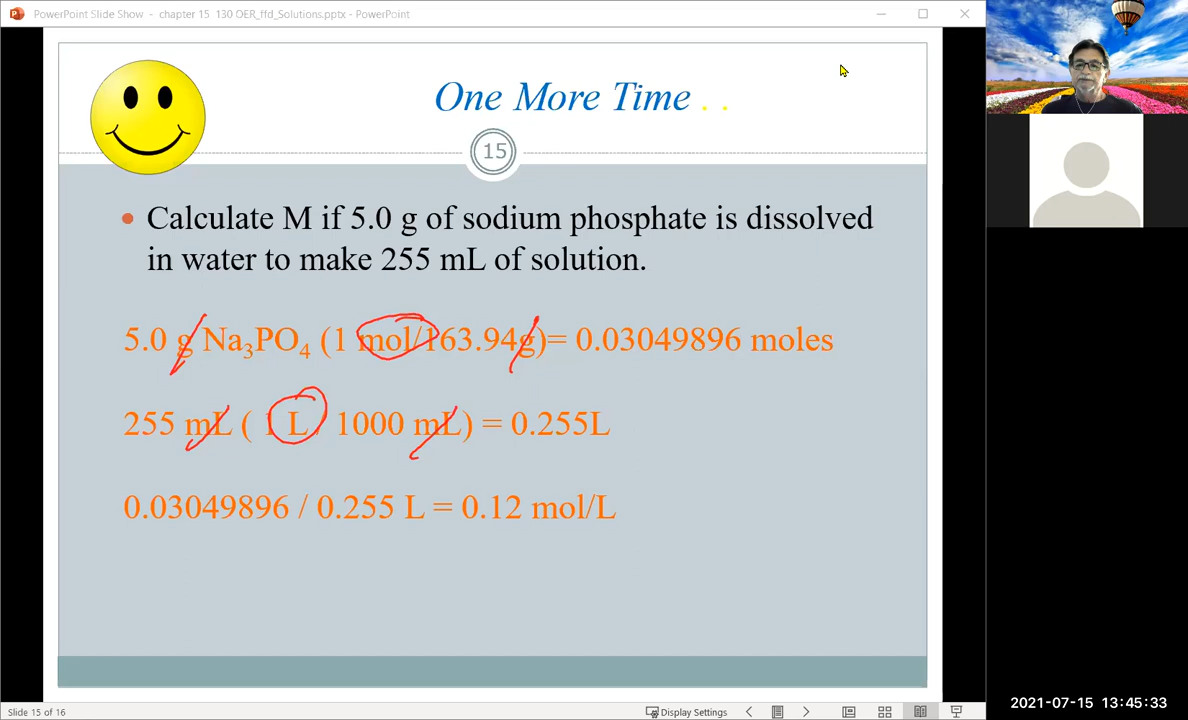 PowerPoint Slide Show - chapter 15 130 OER_ffd_Solutions.pptx - PowerPoint
One More Time . .
15
Calculate M if 5.0 g of sodium phosphate is dissolved
in water to make 255 mL of solution.
5.0 g Na₃PO₄ (1 mol/163.94g)= 0.03049896 moles
255 mL ( 1 L / 1000 mL) = 0.255L
0.03049896 / 0.255 L = 0.12 mol/L
Slide 15 of 16
Display Settings
2021-07-15 13:45:33